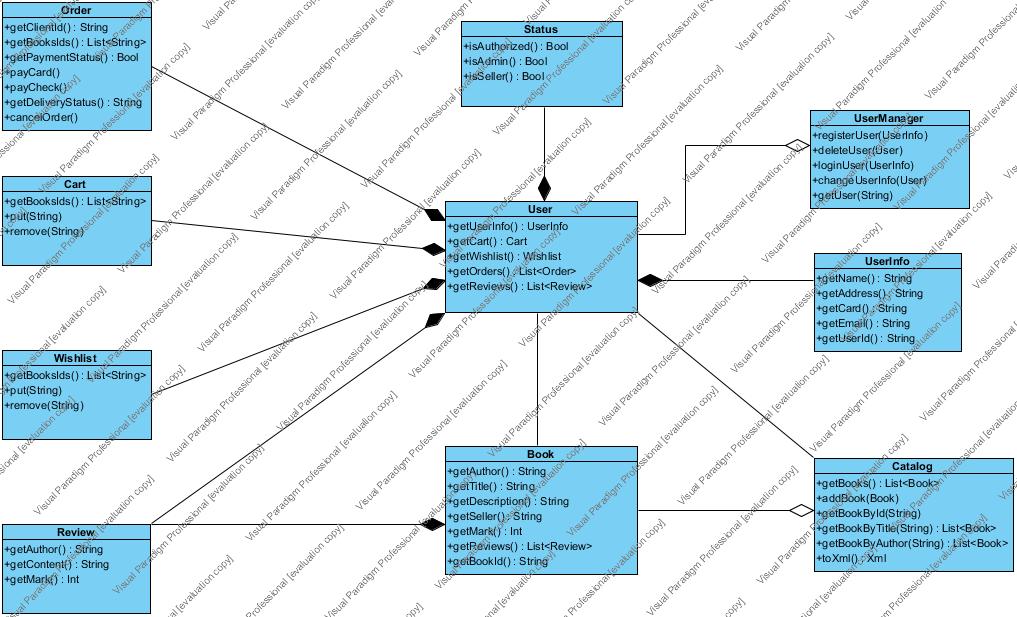 Order
+getClientId() : String
+getBooksIds() : List<String>
+getPaymentStatus() : Bool
+payCard()
+payCheck()
+getDeliveryStatus() : String
+cancelOrder()
Status
+isAuthorized() : Bool
+isAdmin() : Bool
+isSeller() : Bool
UserManager
+registerUser(UserInfo)
+deleteUser(User)
+loginUser(UserInfo)
+changeUserInfo(User)
+getUser(String)
Cart
+getBooksIds() : List<String>
+put(String)
+remove(String)
User
+getUserInfo() : UserInfo
+getCart() : Cart
+getWishlist() : Wishlist
+getOrders() : List<Order>
+getReviews() : List<Review>
UserInfo
+getName() : String
+getAddress() : String
+getCard() : String
+getEmail() : String
+getUserId() : String
Wishlist
+getBooksIds() : List<String>
+put(String)
+remove(String)
Book
+getAuthor() : String
+getTitle() : String
+getDescription() : String
+getSeller() : String
+getMark() : Int
+getReviews() : List<Review>
+getBookId() : String
Catalog
+getBooks() : List<Book>
+addBook(Book)
+getBookById(String)
+getBookByTitle(String) : List<Book>
+getBookByAuthor(String) : List<Book>
+toXml() : Xml
Review
+getAuthor() : String
+getContent() : String
+getMark() : Int
Visual Paradigm Professional [evaluation copy]